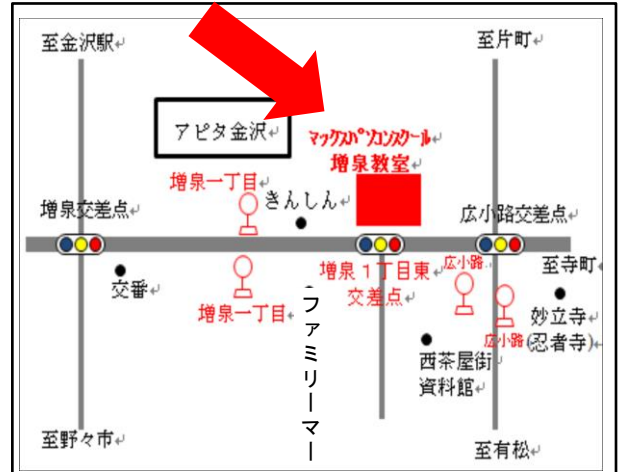 至金沢駅
至片町
アピタ金沢
マックスパソコンスクール
増泉教室
増泉一丁目
きんしん
増泉交差点
広小路交差点
交番
増泉一丁目
増泉１丁目東
交差点
広小路
至寺町
広小路
妙立寺
(忍者寺)
西茶屋街
資料館
ファミリーマー
至野々市
至有松